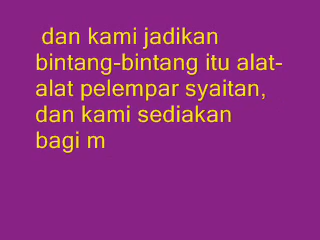 dan kami jadikan
bintang-bintang itu alat-
alat pelempar syaitan,
dan kami sediakan
bagi m